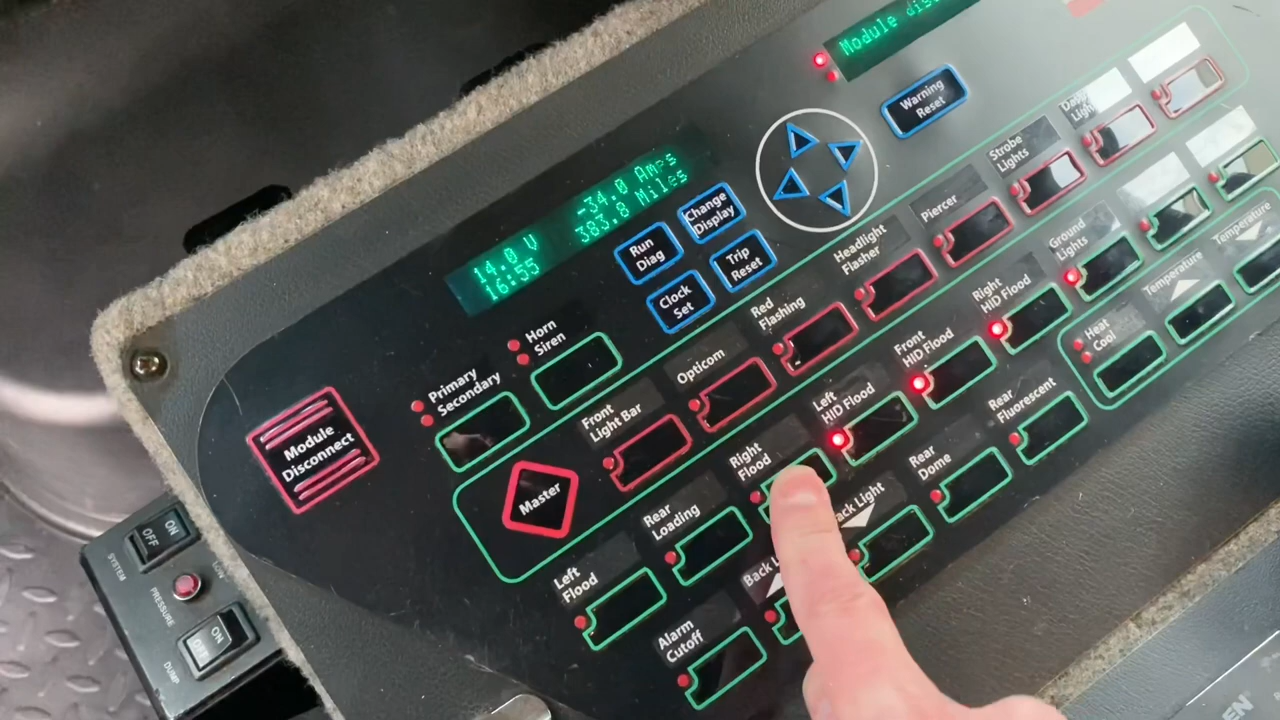 Module
Warning
Reset
-34.0 Amps
383.8 Miles
14.0 V
16:55
Change
Display
Run
Diag
Trip
Reset
Clock
Set
Strobe
Lights
Piercer
Headlight
Flasher
Red
Flashing
Opticom
Front
Light Bar
Horn
Siren
Primary
Secondary
Module
Disconnect
Master
Temperature
Temperature
Ground
Lights
Right
HID Flood
Front
HID Flood
Left
HID Flood
Right
Flood
Rear
Loading
Left
Flood
Heat
Cool
Rear
Fluorescent
Rear
Dome
Back Light
Back
Alarm
Cutoff
ON
OFF
SYSTEM
LOW
PRESSURE
ON
OFF
DUMP